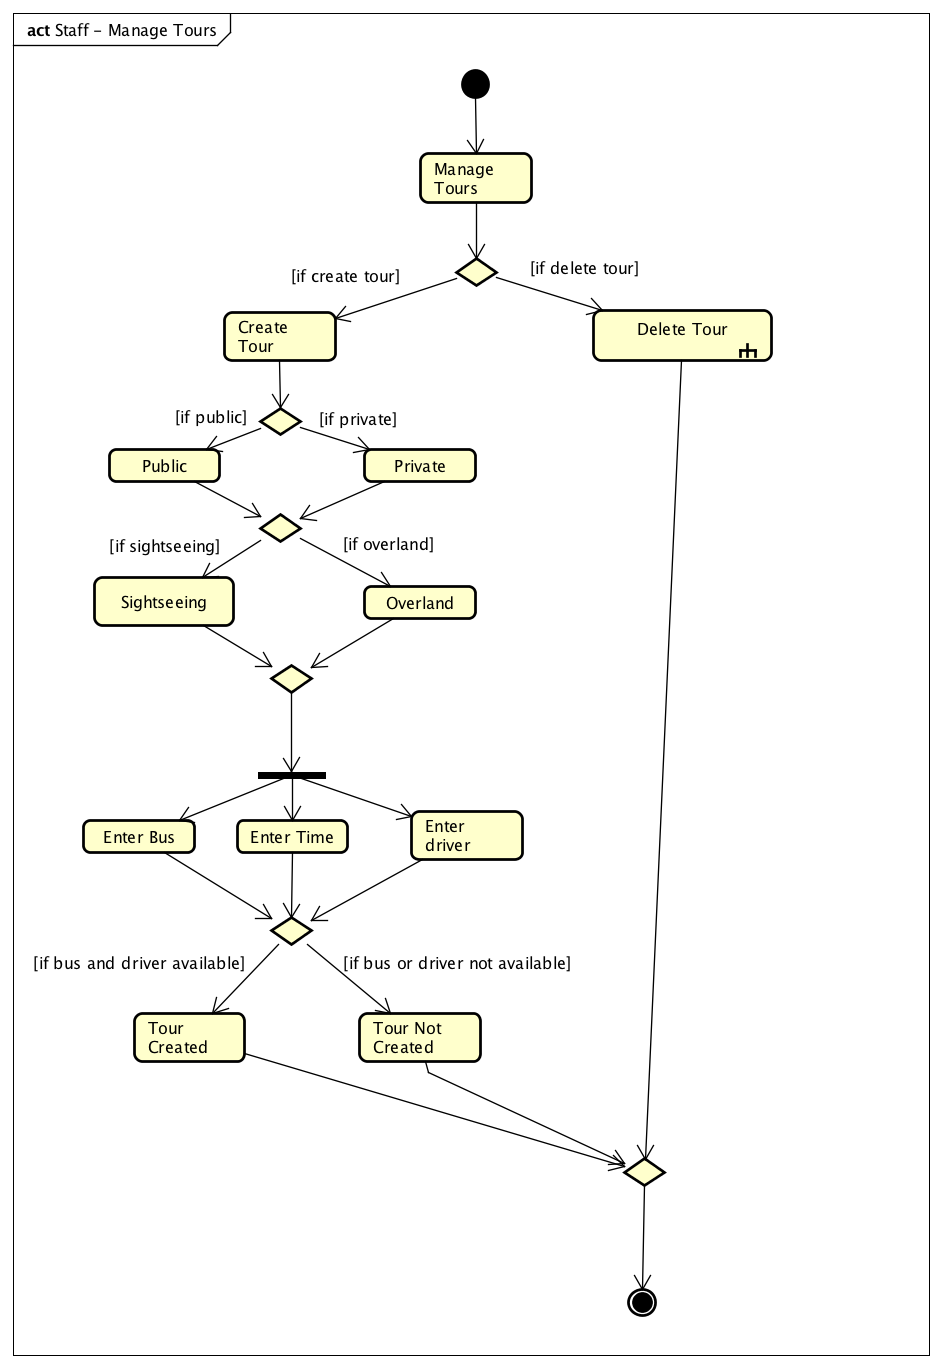 act Staff - Manage Tours
Manage
Tours
[if create tour]
[if delete tour]
Create
Tour
Delete Tour
[if public]
[if private]
Public
Private
[if sightseeing]
[if overland]
Sightseeing
Overland
Enter Bus
Enter Time
Enter
driver
[if bus and driver available]
[if bus or driver not available]
Tour
Created
Tour Not
Created